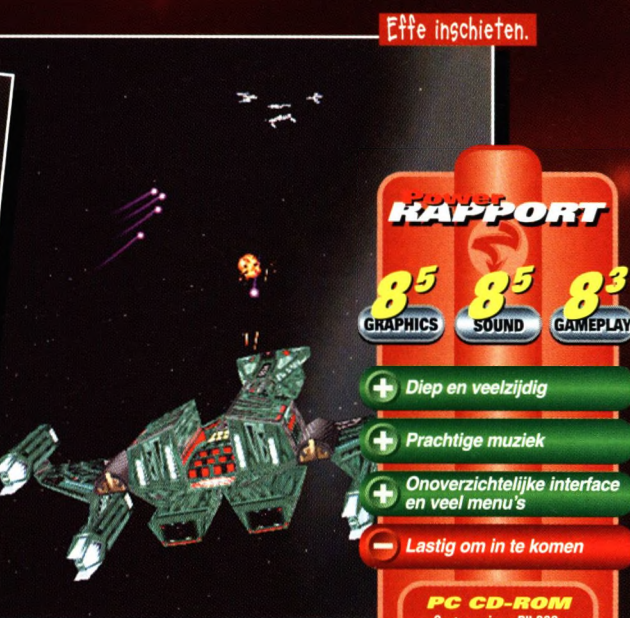 Effe inschieten.
Power
RAPPORT
8⁵ 8⁵ 8³
GRAPHICS SOUND GAMEPLAY
Diep en veelzijdig
Prachtige muziek
Onoverzichtelijke interface
en veel menu's
Lastig om in te komen
PC CD-ROM